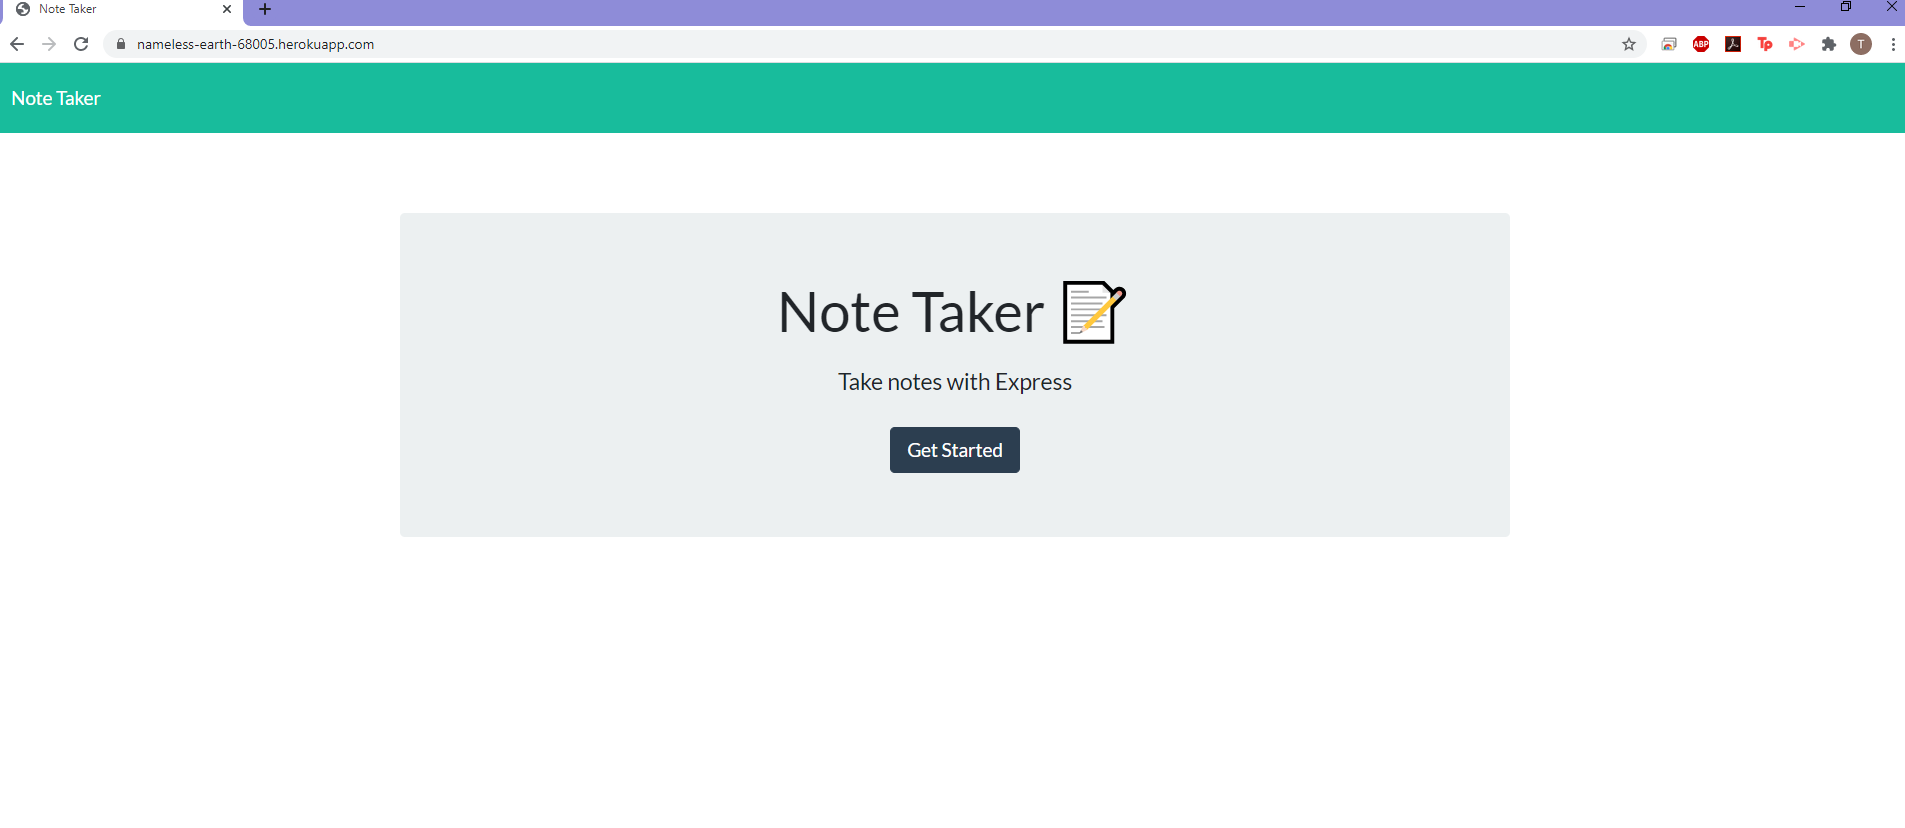 Note Taker
nameless-earth-68005.herokuapp.com
ABP
Tp
T
Note Taker
Note Taker
Take notes with Express
Get Started